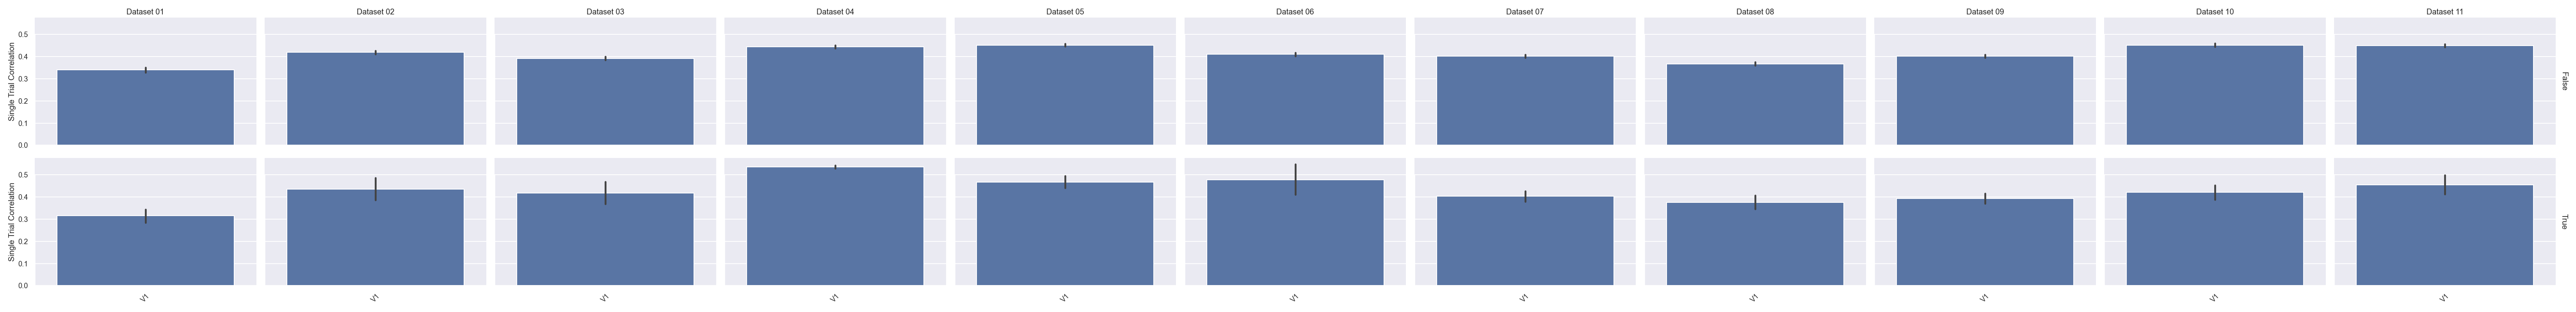 Dataset 01 Dataset 02 Dataset 03 Dataset 04 Dataset 05 Dataset 06 Dataset 07 Dataset 08 Dataset 09 Dataset 10 Dataset 11
Single Trial Correlation
0.5
0.4
0.3
0.2
0.1
0.0
False
Single Trial Correlation
0.5
0.4
0.3
0.2
0.1
0.0
True
V1 V1 V1 V1 V1 V1 V1 V1 V1 V1 V1